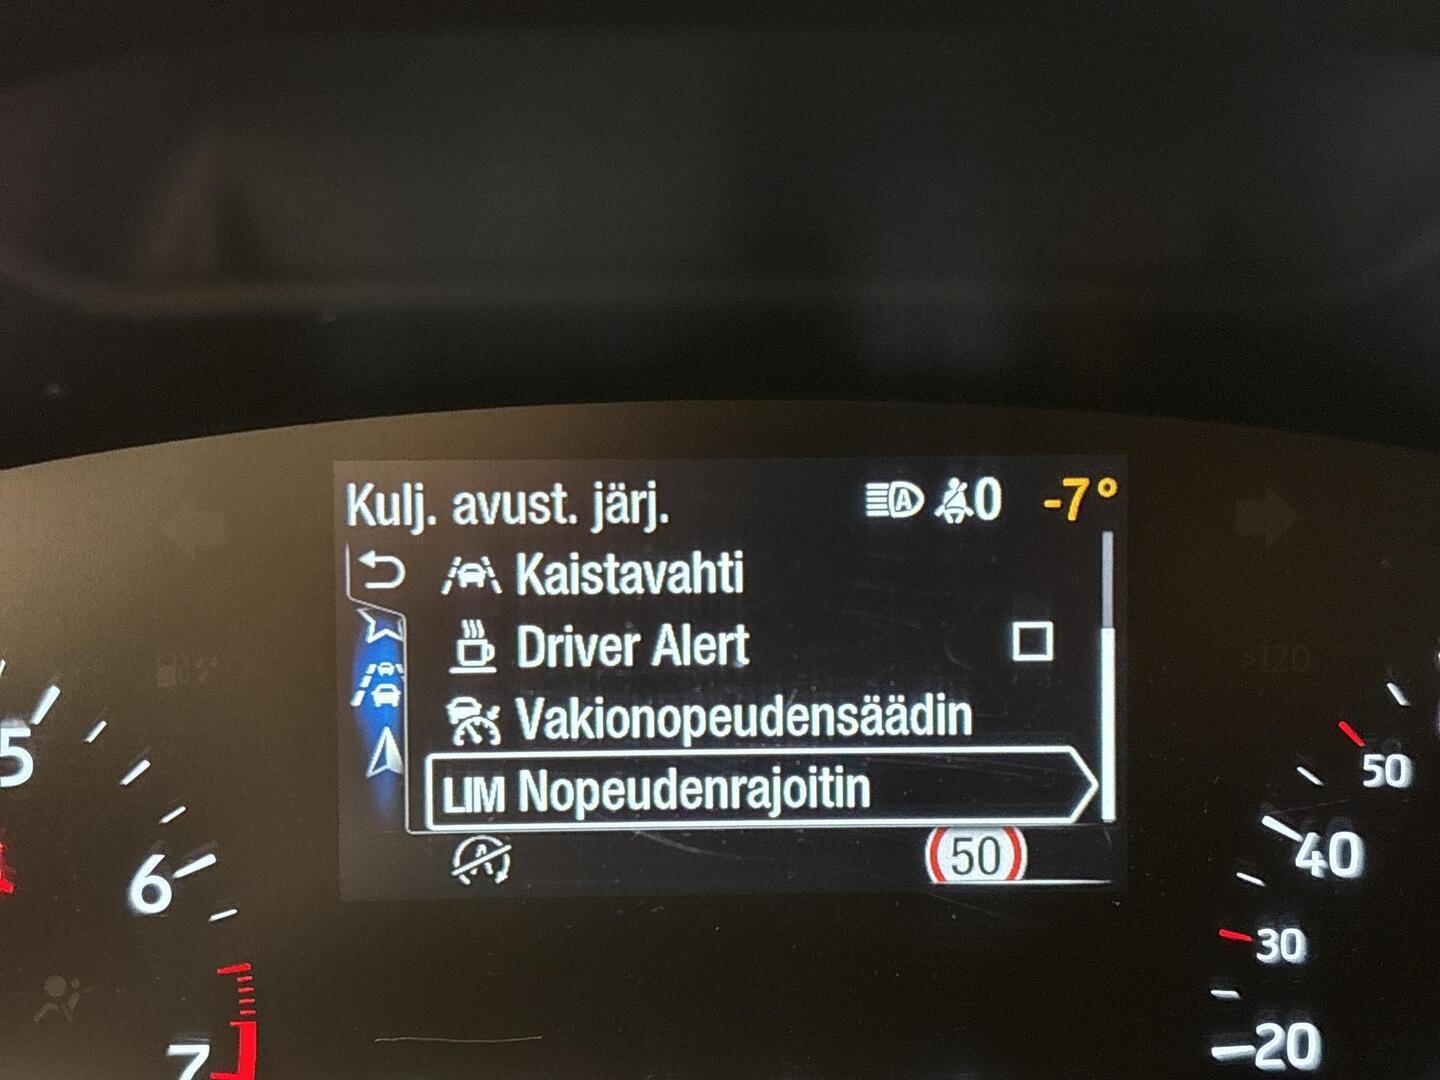 Kulj. avust. järj. A 0 -7°
Kaistavahti
Driver Alert
Vakionopeudensäädin
LIM Nopeudenrajoitin
A 50
5
6
7
120
50
40
30
20